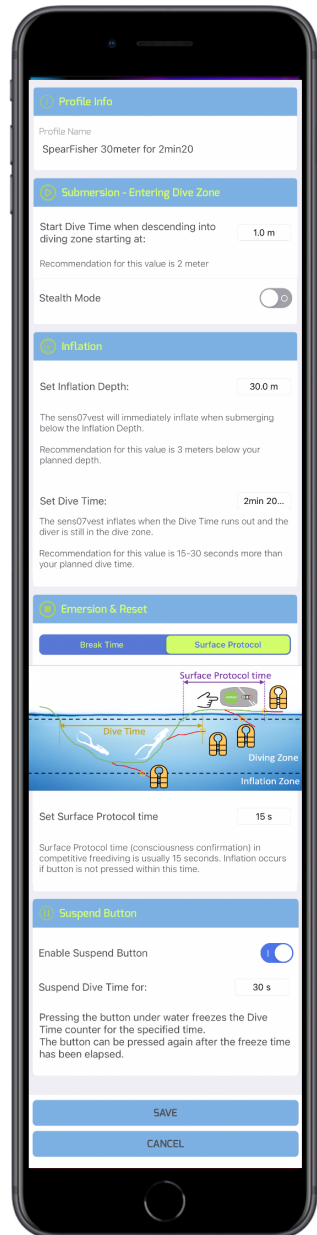 Profile Info
Profile Name
SpearFisher 30meter for 2min20
Submersion - Entering Dive Zone
Start Dive Time when descending into
diving zone starting at:
1.0 m
Recommendation for this value is 2 meter
Stealth Mode
Inflation
Set Inflation Depth:
30.0 m
The sens07vest will immediately inflate when submerging
below the Inflation Depth.
Recommendation for this value is 3 meters below your
planned depth.
Set Dive Time:
2min 20...
The sens07vest inflates when the Dive Time runs out and the
diver is still in the dive zone.
Recommendation for this value is 15-30 seconds more than
your planned dive time.
Emersion & Reset
Break Time
Surface Protocol
Surface Protocol time
Dive Time
Diving Zone
Inflation Zone
Set Surface Protocol time
15 s
Surface Protocol time (consciousness confirmation) in
competitive freediving is usually 15 seconds. Inflation occurs
if button is not pressed within this time.
Suspend Button
Enable Suspend Button
Suspend Dive Time for:
30 s
Pressing the button under water freezes the Dive
Time counter for the specified time.
The button can be pressed again after the freeze time
has been elapsed.
SAVE
CANCEL